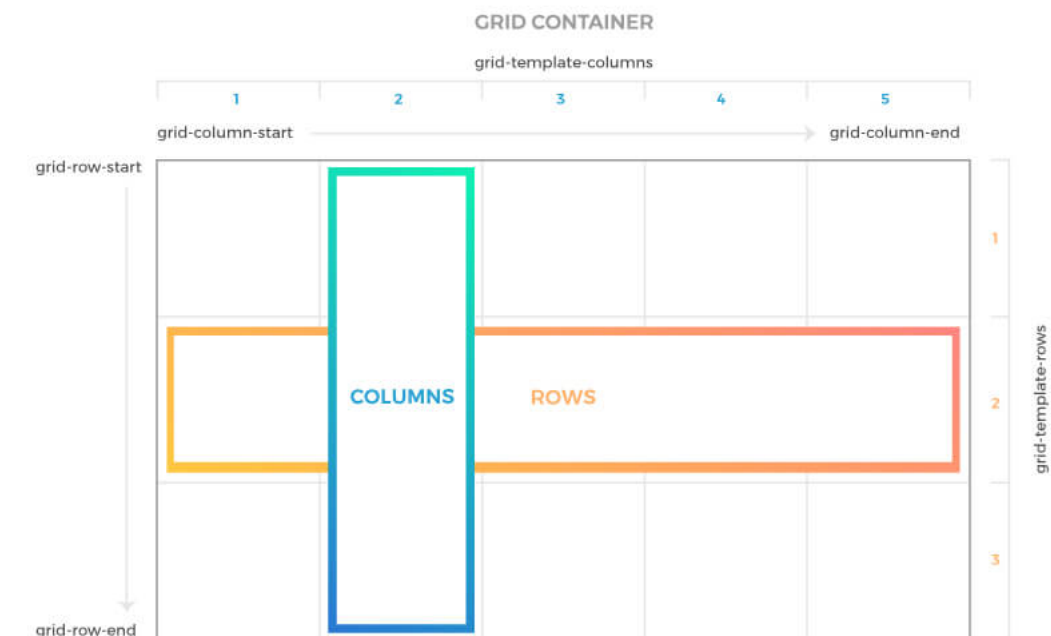 GRID CONTAINER
grid-template-columns
1 2 3 4 5
grid-column-start grid-column-end
grid-row-start
1
grid-template-rows
COLUMNS ROWS 2
3
grid-row-end